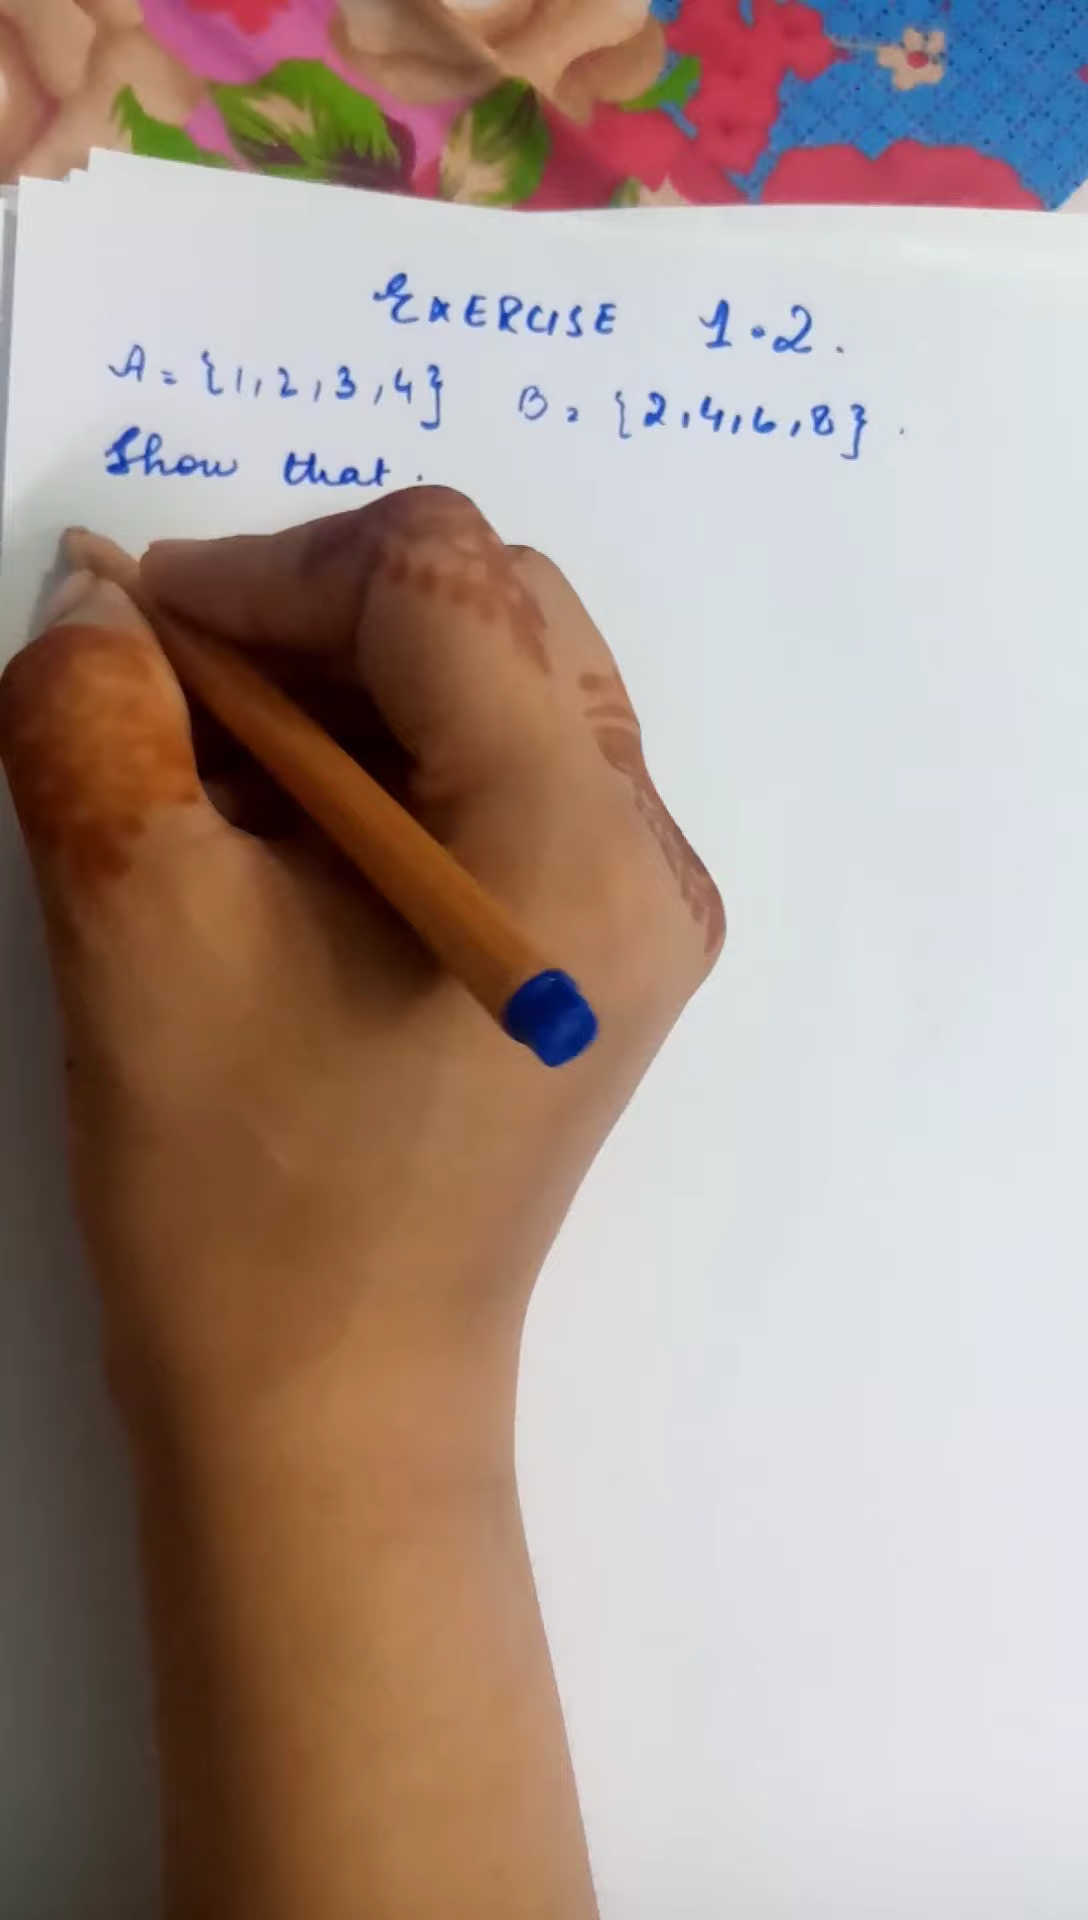 EXERCISE 1.2.
A = {1, 2, 3, 4} B = {2, 4, 6, 8}.
Show that.